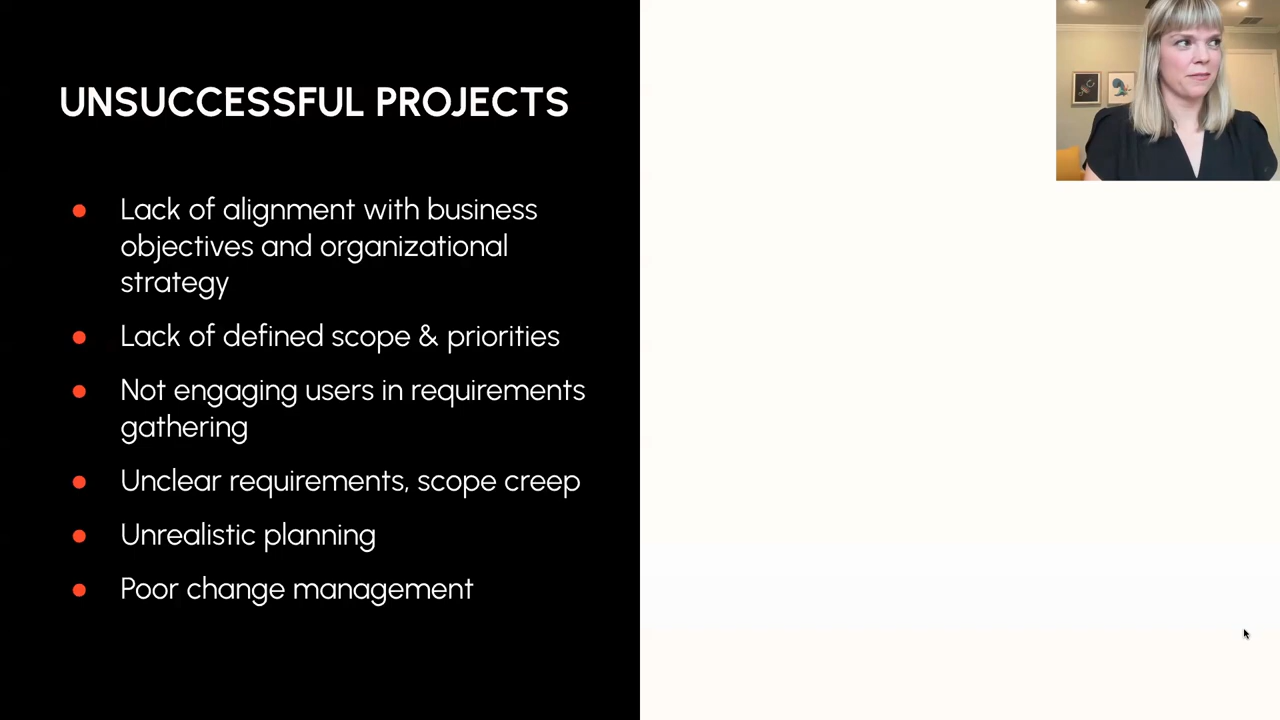 UNSUCCESSFUL PROJECTS
Lack of alignment with business
objectives and organizational
strategy
Lack of defined scope & priorities
Not engaging users in requirements
gathering
Unclear requirements, scope creep
Unrealistic planning
Poor change management